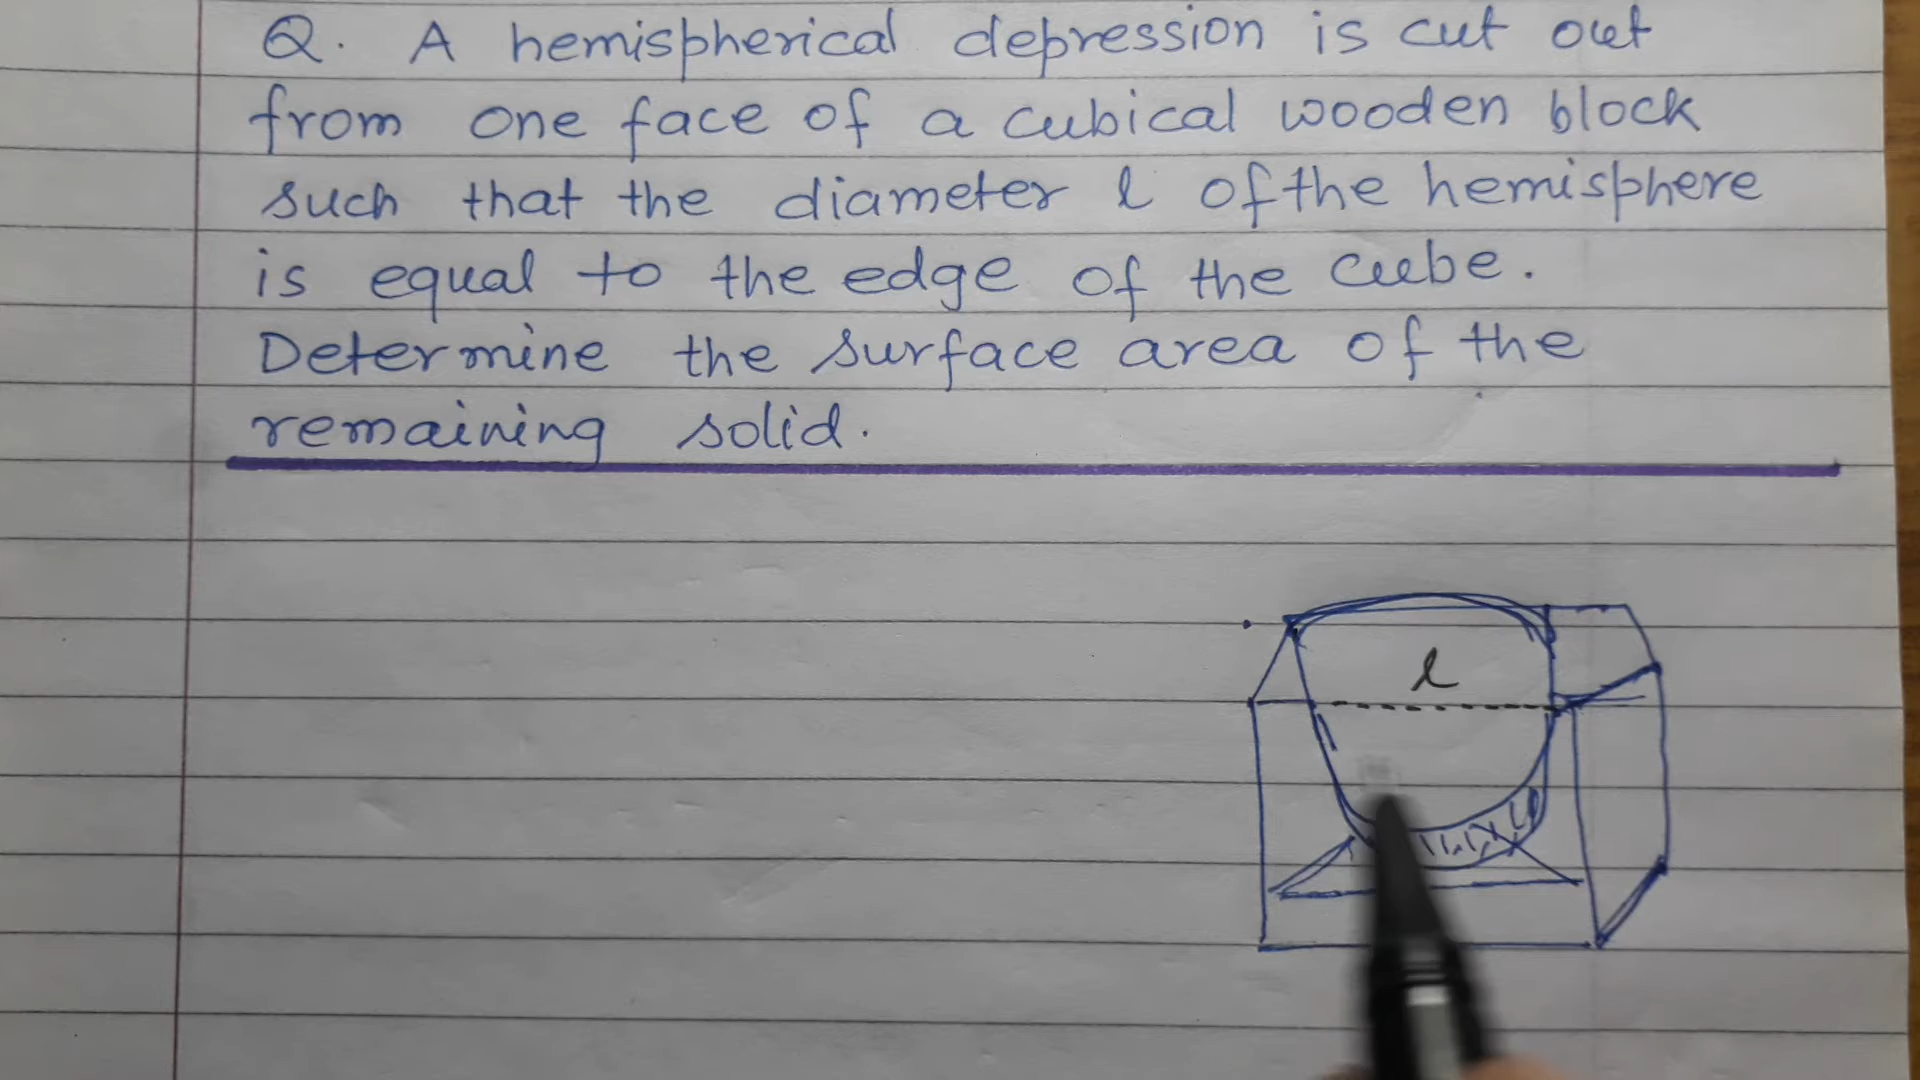 Q. A hemispherical depression is cut out
from one face of a cubical wooden block
such that the diameter l of the hemisphere
is equal to the edge of the cube.
Determine the surface area of the
remaining solid.
l